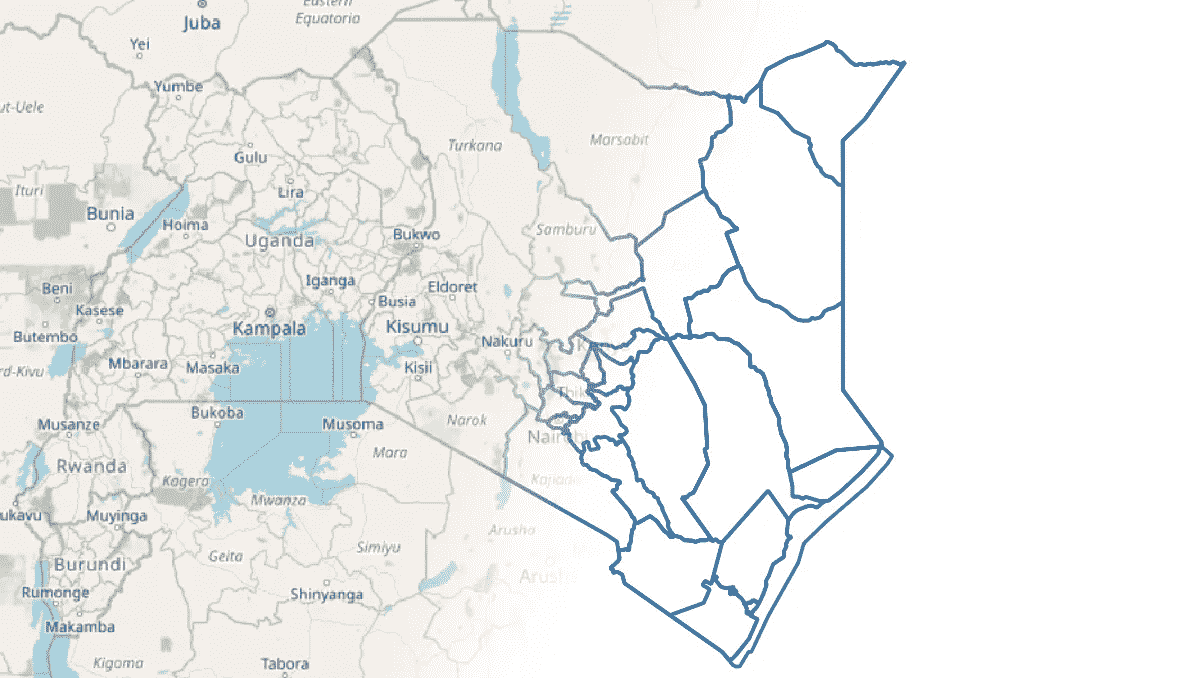 Eastern
Equatoria
Juba
Yei
Yumbe
ut-Uele
Gulu
Turkana
Marsabit
Ituri
Lira
Bunia
Hoima
Uganda
Bukwo
Samburu
Beni
Iganga
Eldoret
Busia
Kasese
Kampala
Kisumu
Butembo
Nakuru
Mbarara
Masaka
Kisii
rd-Kivu
Thika
Bukoba
Musanze
Musoma
Narok
Nairobi
Mara
Rwanda
Kagera
Kajiado
Mwanza
ukavu
Muyinga
Arusha
Simiyu
Geita
Burundi
Arusha
Rumonge
Shinyanga
Makamba
Kigoma
Tabora